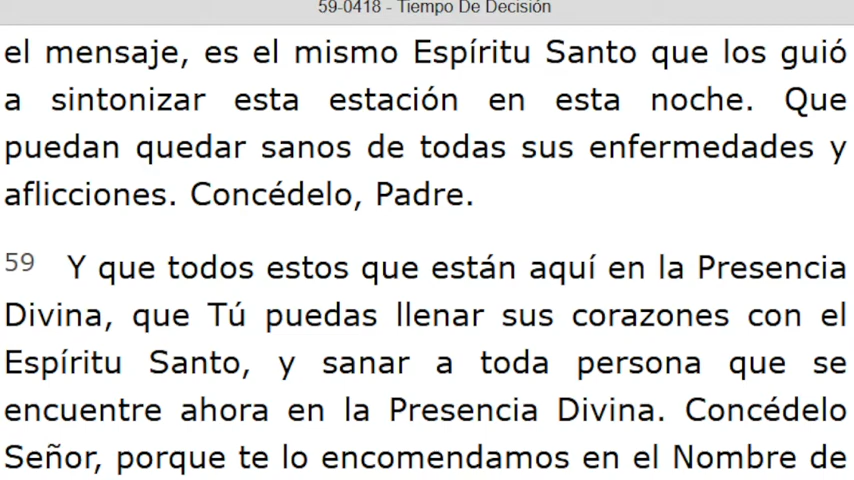 59-0418 - Tiempo De Decisión
el mensaje, es el mismo Espíritu Santo que los guió
a sintonizar esta estación en esta noche. Que
puedan quedar sanos de todas sus enfermedades y
aflicciones. Concédelo, Padre.
59 Y que todos estos que están aquí en la Presencia
Divina, que Tú puedas llenar sus corazones con el
Espíritu Santo, y sanar a toda persona que se
encuentre ahora en la Presencia Divina. Concédelo
Señor, porque te lo encomendamos en el Nombre de